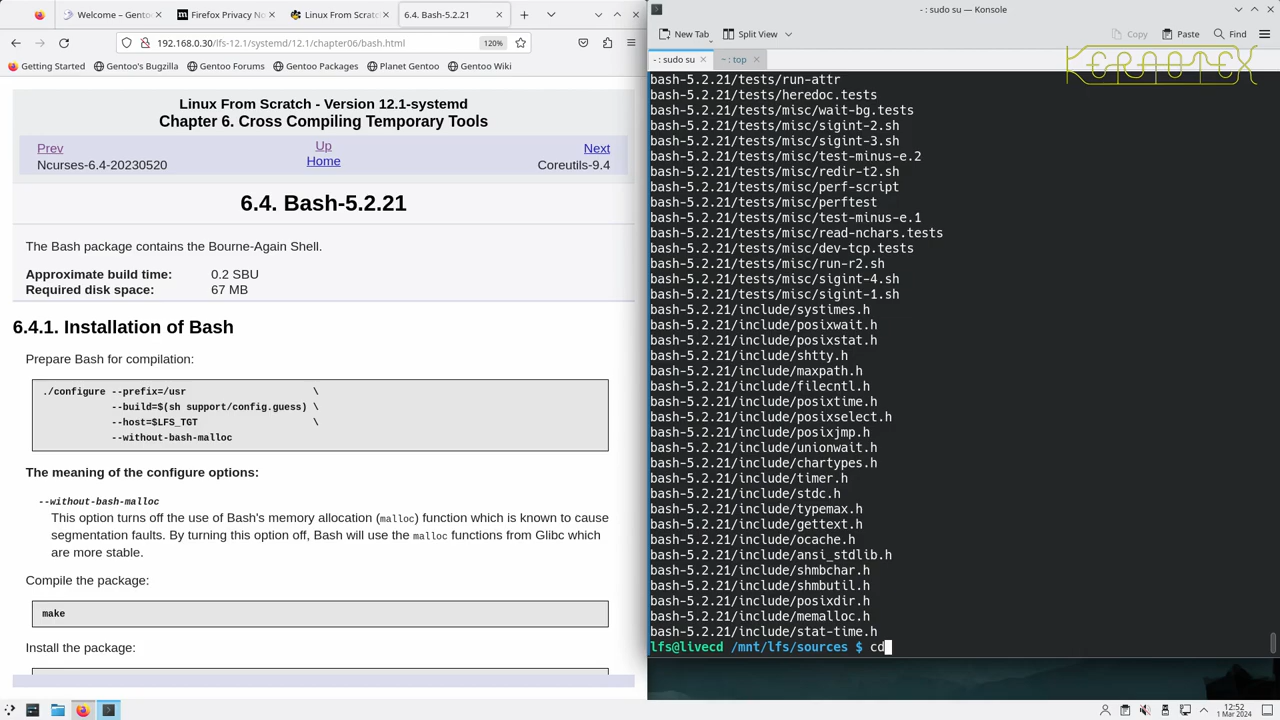 Welcome – Gentoo
Firefox Privacy No
Linux From Scratch
6.4. Bash-5.2.21
192.168.0.30/lfs-12.1/systemd/12.1/chapter06/bash.html
120%
Getting Started
Gentoo's Bugzilla
Gentoo Forums
Gentoo Packages
Planet Gentoo
Gentoo Wiki
Linux From Scratch - Version 12.1-systemd
Chapter 6. Cross Compiling Temporary Tools
Prev
Up
Next
Ncurses-6.4-20230520
Home
Coreutils-9.4
6.4. Bash-5.2.21
The Bash package contains the Bourne-Again Shell.
Approximate build time: 0.2 SBU
Required disk space: 67 MB
6.4.1. Installation of Bash
Prepare Bash for compilation:
./configure --prefix=/usr \
--build=$(sh support/config.guess) \
--host=$LFS_TGT \
--without-bash-malloc
The meaning of the configure options:
--without-bash-malloc
This option turns off the use of Bash's memory allocation (malloc) function which is known to cause
segmentation faults. By turning this option off, Bash will use the malloc functions from Glibc which
are more stable.
Compile the package:
make
Install the package:
- : sudo su — Konsole
New Tab
Split View
Copy
Paste
Find
- : sudo su
~ : top
KERNOTEX
bash-5.2.21/tests/run-attr
bash-5.2.21/tests/heredoc.tests
bash-5.2.21/tests/misc/wait-bg.tests
bash-5.2.21/tests/misc/sigint-2.sh
bash-5.2.21/tests/misc/sigint-3.sh
bash-5.2.21/tests/misc/test-minus-e.2
bash-5.2.21/tests/misc/redir-t2.sh
bash-5.2.21/tests/misc/perf-script
bash-5.2.21/tests/misc/perftest
bash-5.2.21/tests/misc/test-minus-e.1
bash-5.2.21/tests/misc/read-nchars.tests
bash-5.2.21/tests/misc/dev-tcp.tests
bash-5.2.21/tests/misc/run-r2.sh
bash-5.2.21/tests/misc/sigint-4.sh
bash-5.2.21/tests/misc/sigint-1.sh
bash-5.2.21/include/systimes.h
bash-5.2.21/include/posixwait.h
bash-5.2.21/include/posixstat.h
bash-5.2.21/include/shtty.h
bash-5.2.21/include/maxpath.h
bash-5.2.21/include/filecntl.h
bash-5.2.21/include/posixtime.h
bash-5.2.21/include/posixselect.h
bash-5.2.21/include/posixjmp.h
bash-5.2.21/include/unionwait.h
bash-5.2.21/include/chartypes.h
bash-5.2.21/include/timer.h
bash-5.2.21/include/stdc.h
bash-5.2.21/include/typemax.h
bash-5.2.21/include/gettext.h
bash-5.2.21/include/ocache.h
bash-5.2.21/include/ansi_stdlib.h
bash-5.2.21/include/shmbchar.h
bash-5.2.21/include/shmbutil.h
bash-5.2.21/include/posixdir.h
bash-5.2.21/include/memalloc.h
bash-5.2.21/include/stat-time.h
lfs@livecd /mnt/lfs/sources $ cd
12:52
1 Mar 2024